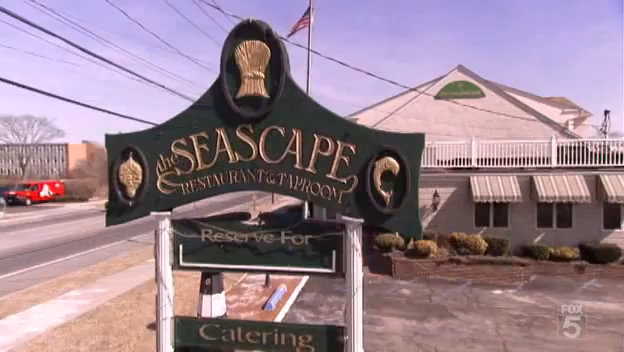 the SEASCAPE
RESTAURANT & TAPROOM
Reserve For
Catering
FOX
5